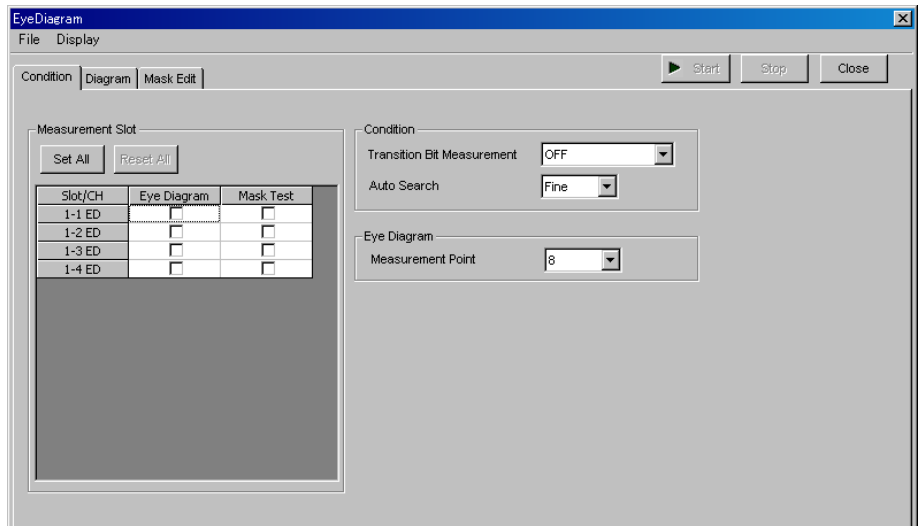 EyeDiagram
File Display
Start Stop Close
Condition Diagram Mask Edit
Measurement Slot
Set All Reset All
Slot/CH Eye Diagram Mask Test
1-1 ED
1-2 ED
1-3 ED
1-4 ED
Condition
Transition Bit Measurement OFF
Auto Search Fine
Eye Diagram
Measurement Point 8